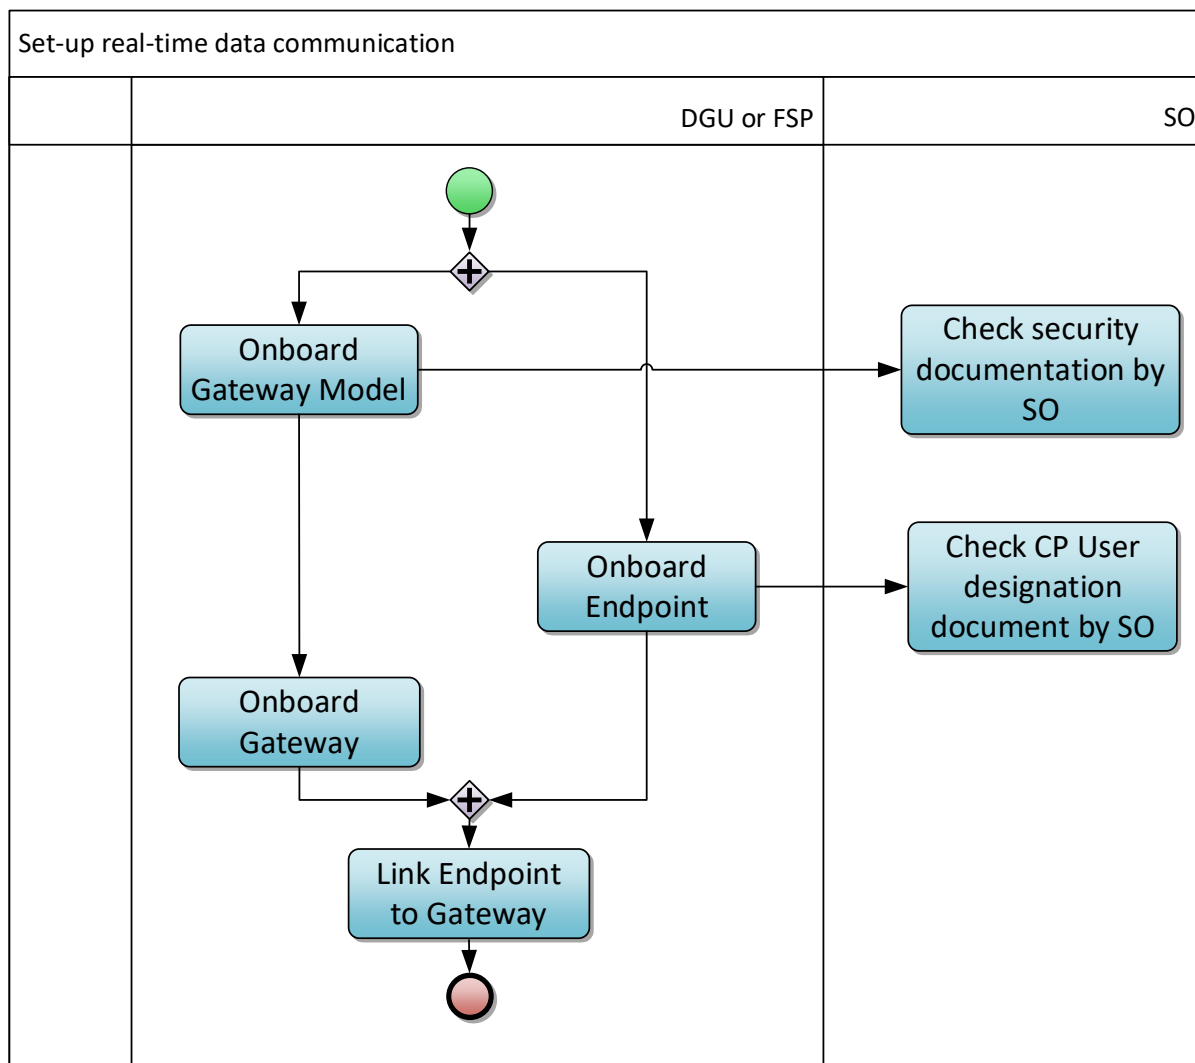 Set-up real-time data communication
DGU or FSP
SO
Onboard
Gateway Model
Check security
documentation by
SO
Onboard
Endpoint
Check CP User
designation
document by SO
Onboard
Gateway
Link Endpoint
to Gateway